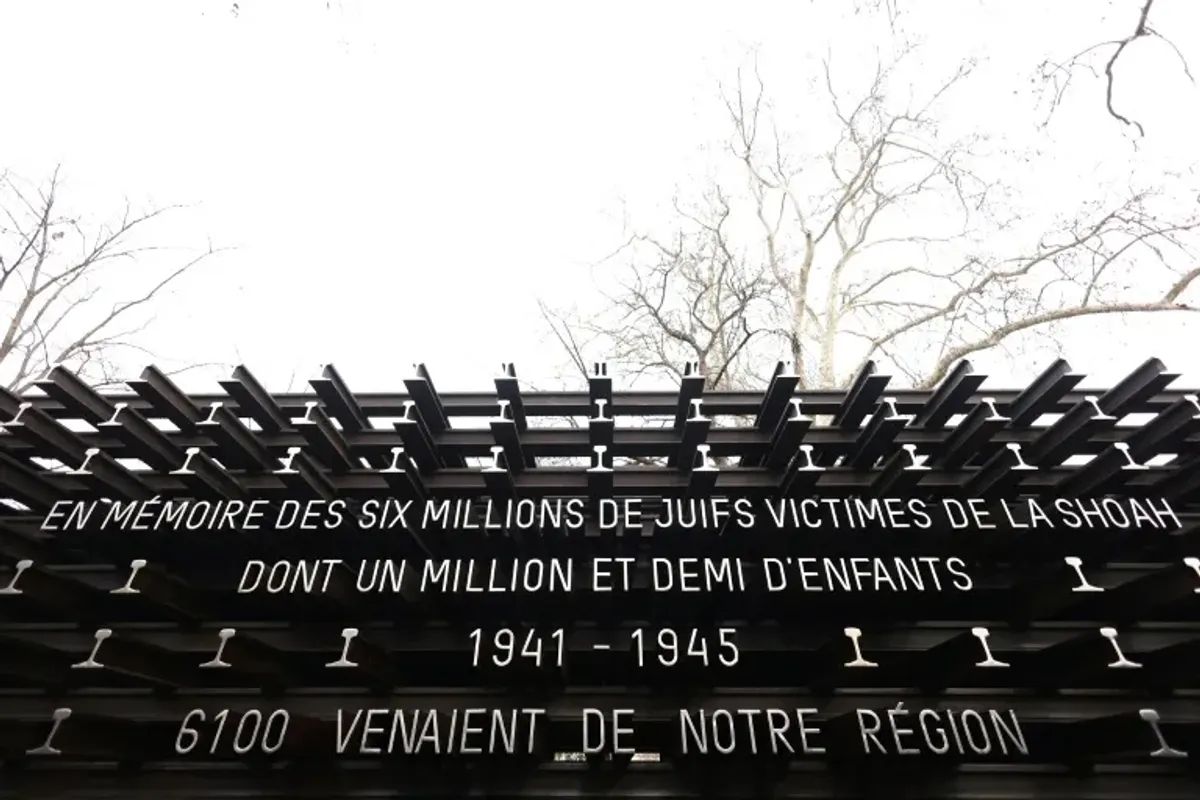 EN MÉMOIRE DES SIX MILLIONS DE JUIFS VICTIMES DE LA SHOAH
DONT UN MILLION ET DEMI D'ENFANTS
1941 - 1945
6100 VENAIENT DE NOTRE RÉGION